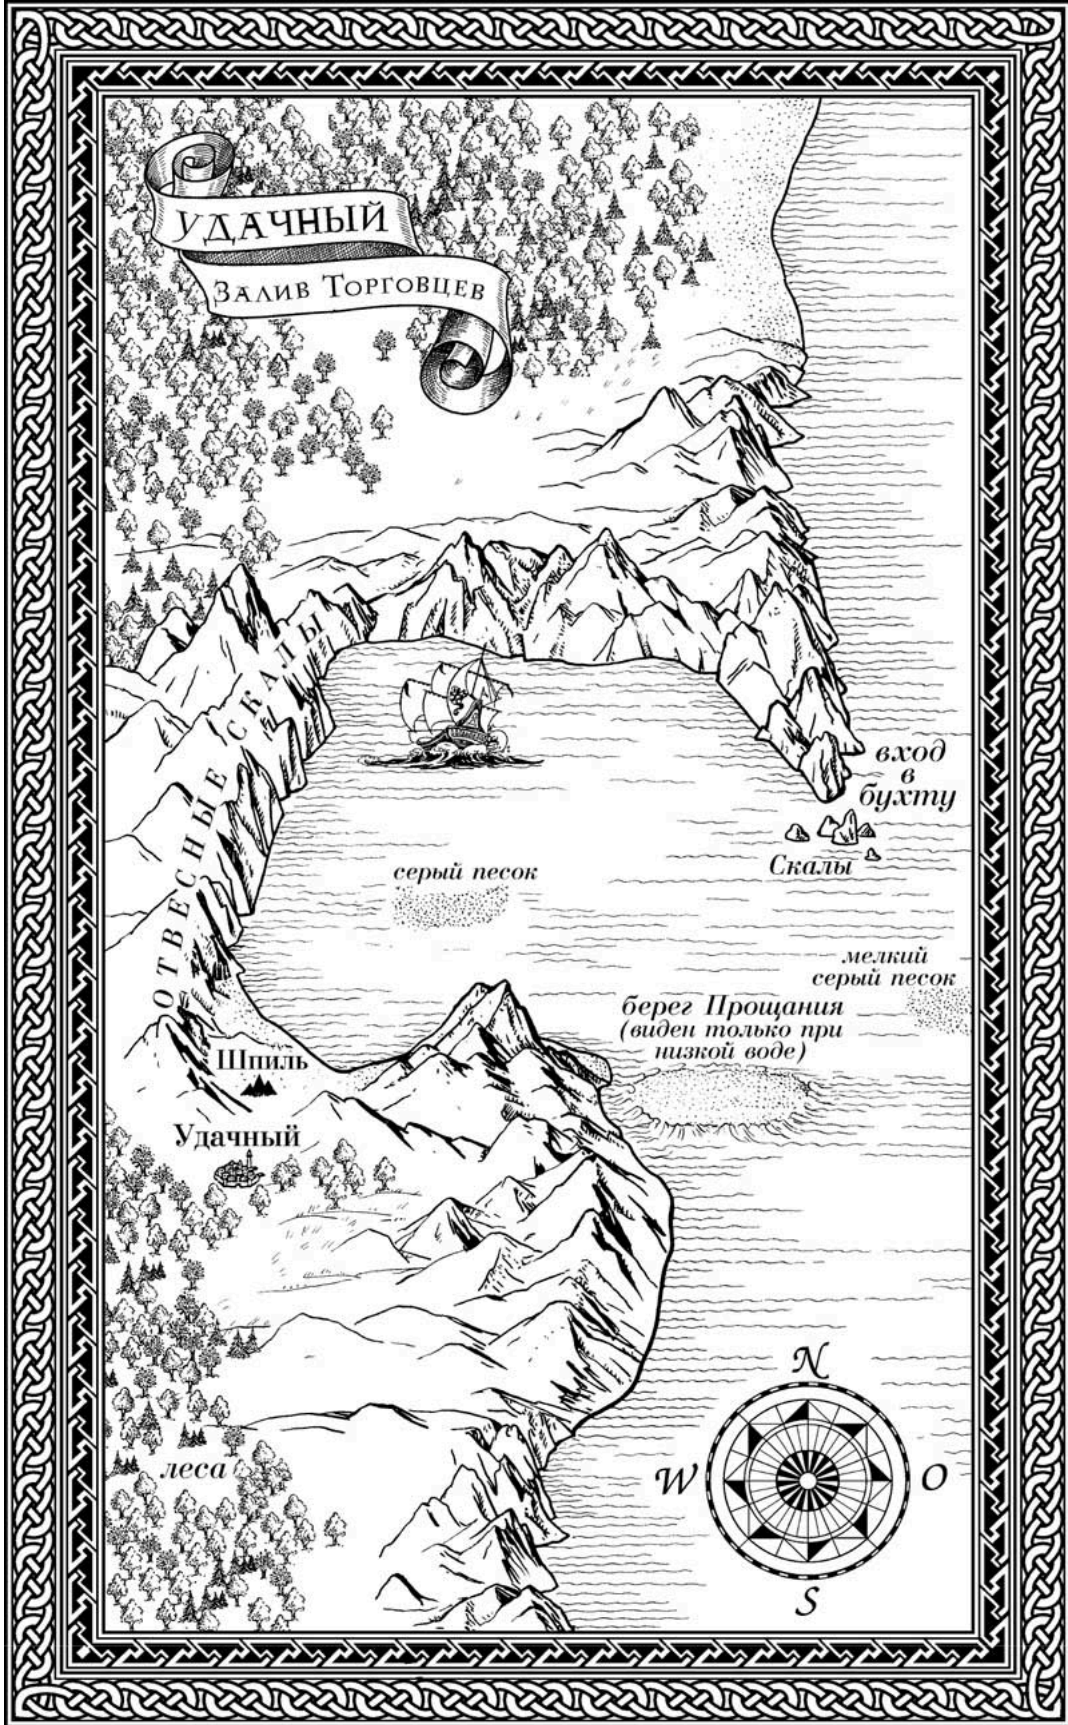 УДАЧНЫЙ
ЗАЛИВ ТОРГОВЦЕВ
ОТВЕСНЫЕ СКАЛЫ
вход
в
бухту
Скалы
серый песок
мелкий
серый песок
берег Прощания
(виден только при
низкой воде)
Шпиль
Удачный
леса
N
W
O
S